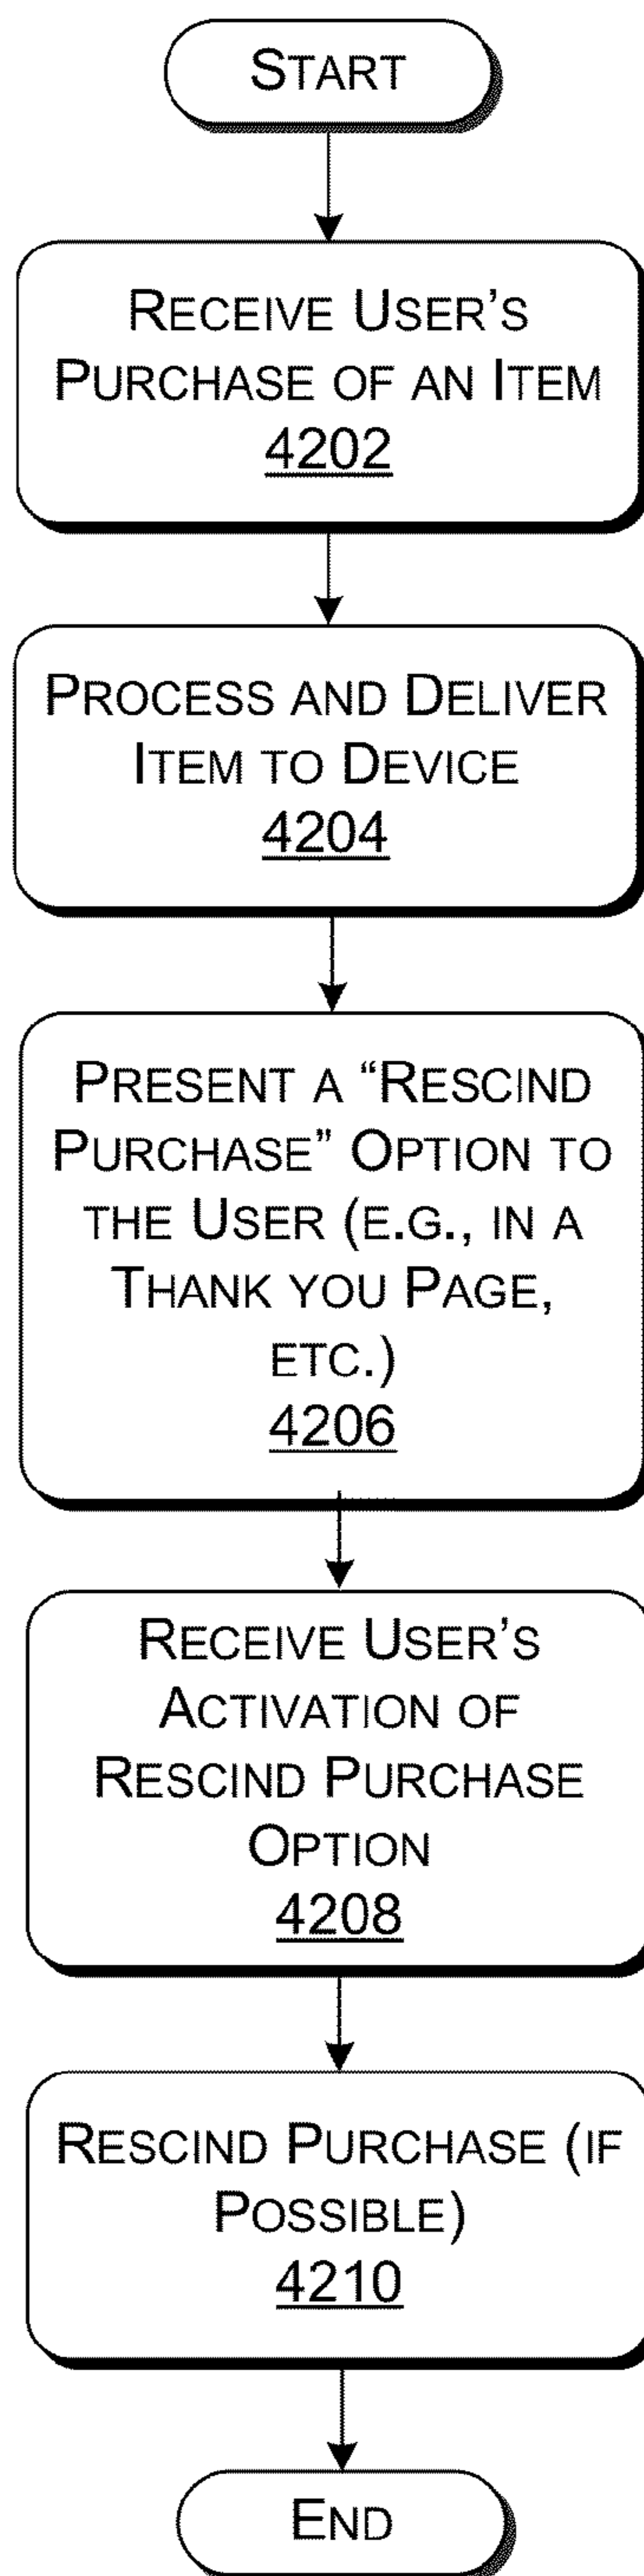 START
RECEIVE USER’S
PURCHASE OF AN ITEM
4202
PROCESS AND DELIVER
ITEM TO DEVICE
4204
PRESENT A “RESCIND
PURCHASE” OPTION TO
THE USER (E.G., IN A
THANK YOU PAGE,
ETC.)
4206
RECEIVE USER’S
ACTIVATION OF
RESCIND PURCHASE
OPTION
4208
RESCIND PURCHASE (IF
POSSIBLE)
4210
END